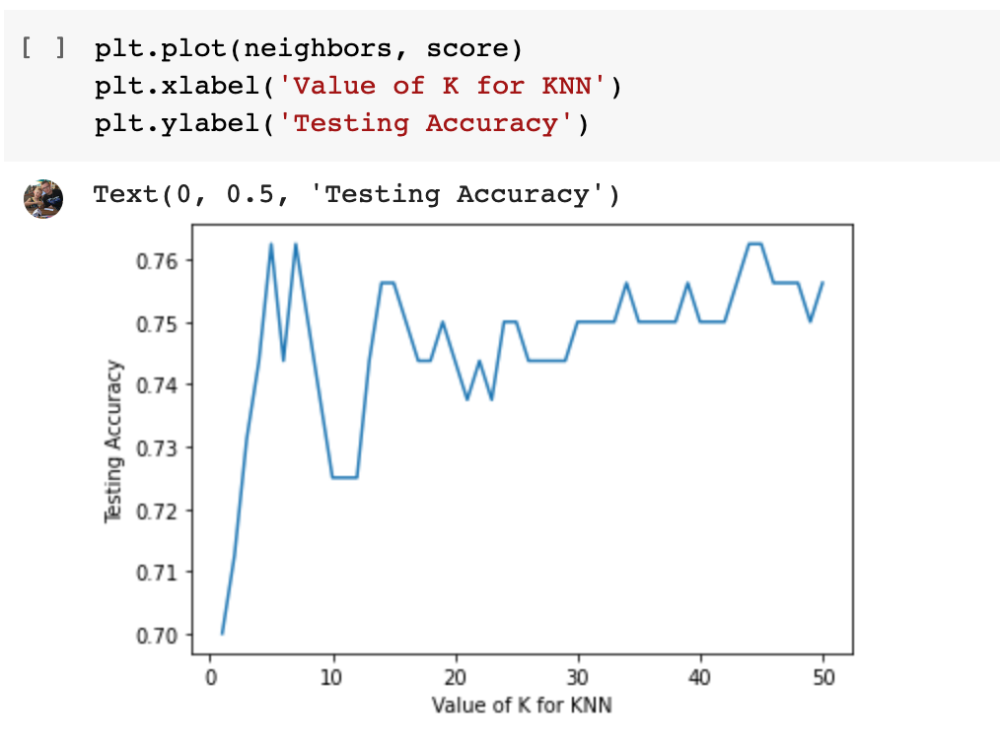 [ ] plt.plot(neighbors, score)
plt.xlabel('Value of K for KNN')
plt.ylabel('Testing Accuracy')
Text(0, 0.5, 'Testing Accuracy')
0.76
0.75
0.74
0.73
0.72
0.71
0.70
Testing Accuracy
0 10 20 30 40 50
Value of K for KNN